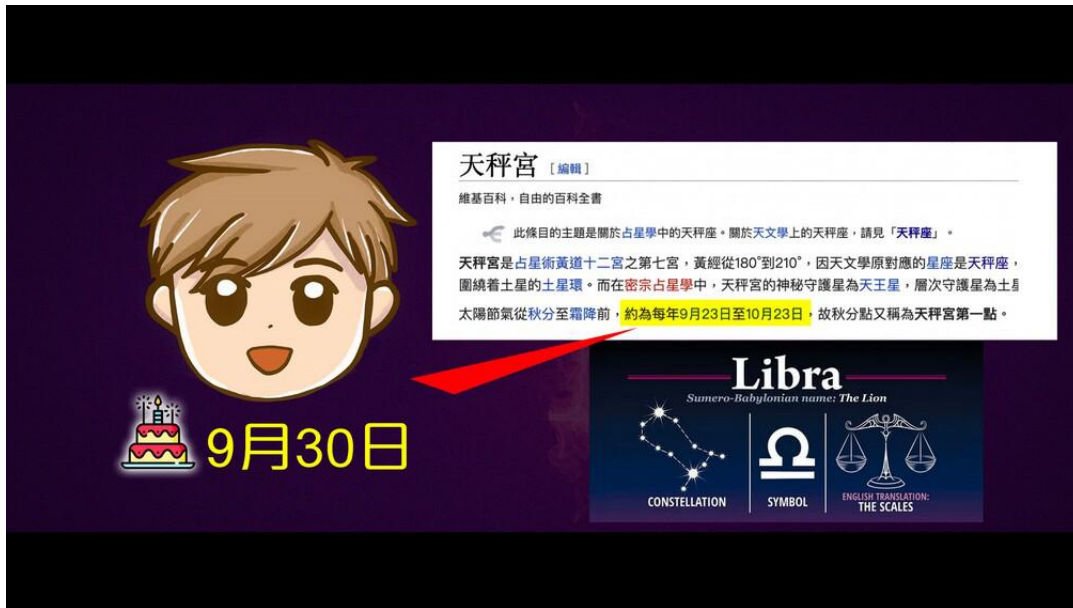 天秤宮 [編輯]
維基百科，自由的百科全書
此條目的主題是關於占星學中的天秤座。關於天文學上的天秤座，請見「天秤座」。
天秤宮是占星術黃道十二宮之第七宮，黃經從180°到210°，因天文學原對應的星座是天秤座，
圍繞着土星的土星環。而在密宗占星學中，天秤宮的神秘守護星為天王星，層次守護星為土星
太陽節氣從秋分至霜降前，約為每年9月23日至10月23日，故秋分點又稱為天秤宮第一點。
9月30日
Libra
Sumero-Babylonian name: The Lion
CONSTELLATION
SYMBOL
ENGLISH TRANSLATION:
THE SCALES